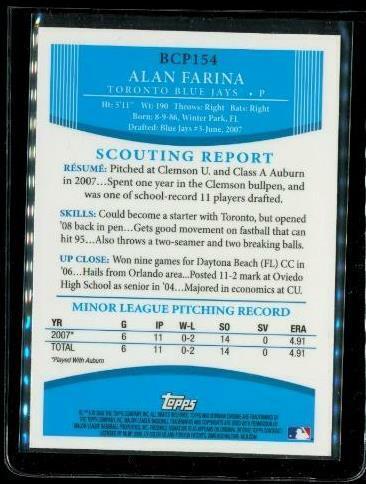 BCP154
ALAN FARINA
TORONTO BLUE JAYS • P
Ht: 5'11" Wt: 190 Throws: Right Bats: Right
Born: 8-9-86, Winter Park, FL
Drafted: Blue Jays #3-June, 2007
SCOUTING REPORT
RÉSUMÉ: Pitched at Clemson U. and Class A Auburn
in 2007...Spent one year in the Clemson bullpen, and
was one of school-record 11 players drafted.
SKILLS: Could become a starter with Toronto, but opened
'08 back in pen...Gets good movement on fastball that can
hit 95...Also throws a two-seamer and two breaking balls.
UP CLOSE: Won nine games for Daytona Beach (FL) CC in
'06...Hails from Orlando area...Posted 11-2 mark at Oviedo
High School as senior in '04...Majored in economics at CU.
MINOR LEAGUE PITCHING RECORD
YR G IP W-L SO SV ERA
2007* 6 11 0-2 14 0 4.91
TOTAL 6 11 0-2 14 0 4.91
*Played With Auburn
Topps